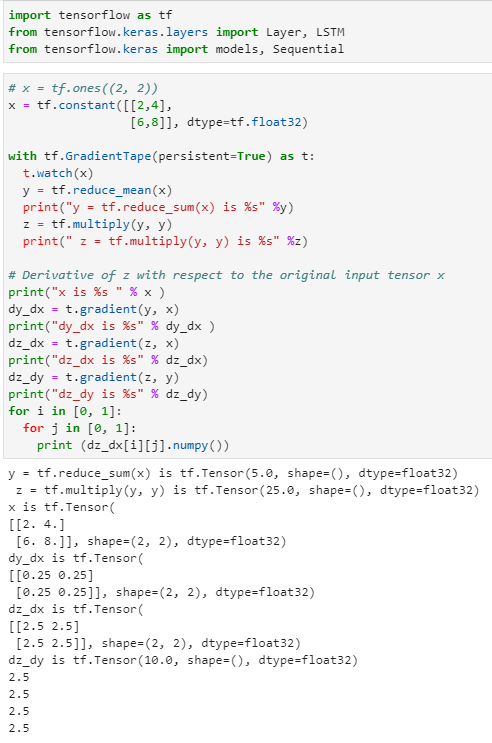 import tensorflow as tf
from tensorflow.keras.layers import Layer, LSTM
from tensorflow.keras import models, Sequential
# x = tf.ones((2, 2))
x = tf.constant([[2,4],
                 [6,8]], dtype=tf.float32)
with tf.GradientTape(persistent=True) as t:
  t.watch(x)
  y = tf.reduce_mean(x)
  print("y = tf.reduce_sum(x) is %s" %y)
  z = tf.multiply(y, y)
  print(" z = tf.multiply(y, y) is %s" %z)
# Derivative of z with respect to the original input tensor x
print("x is %s " % x )
dy_dx = t.gradient(y, x)
print("dy_dx is %s" % dy_dx )
dz_dx = t.gradient(z, x)
print("dz_dx is %s" % dz_dx)
dz_dy = t.gradient(z, y)
print("dz_dy is %s" % dz_dy)
for i in [0, 1]:
  for j in [0, 1]:
    print (dz_dx[i][j].numpy())
y = tf.reduce_sum(x) is tf.Tensor(5.0, shape=(), dtype=float32)
 z = tf.multiply(y, y) is tf.Tensor(25.0, shape=(), dtype=float32)
x is tf.Tensor(
[[2. 4.]
 [6. 8.]], shape=(2, 2), dtype=float32)
dy_dx is tf.Tensor(
[[0.25 0.25]
 [0.25 0.25]], shape=(2, 2), dtype=float32)
dz_dx is tf.Tensor(
[[2.5 2.5]
 [2.5 2.5]], shape=(2, 2), dtype=float32)
dz_dy is tf.Tensor(10.0, shape=(), dtype=float32)
2.5
2.5
2.5
2.5